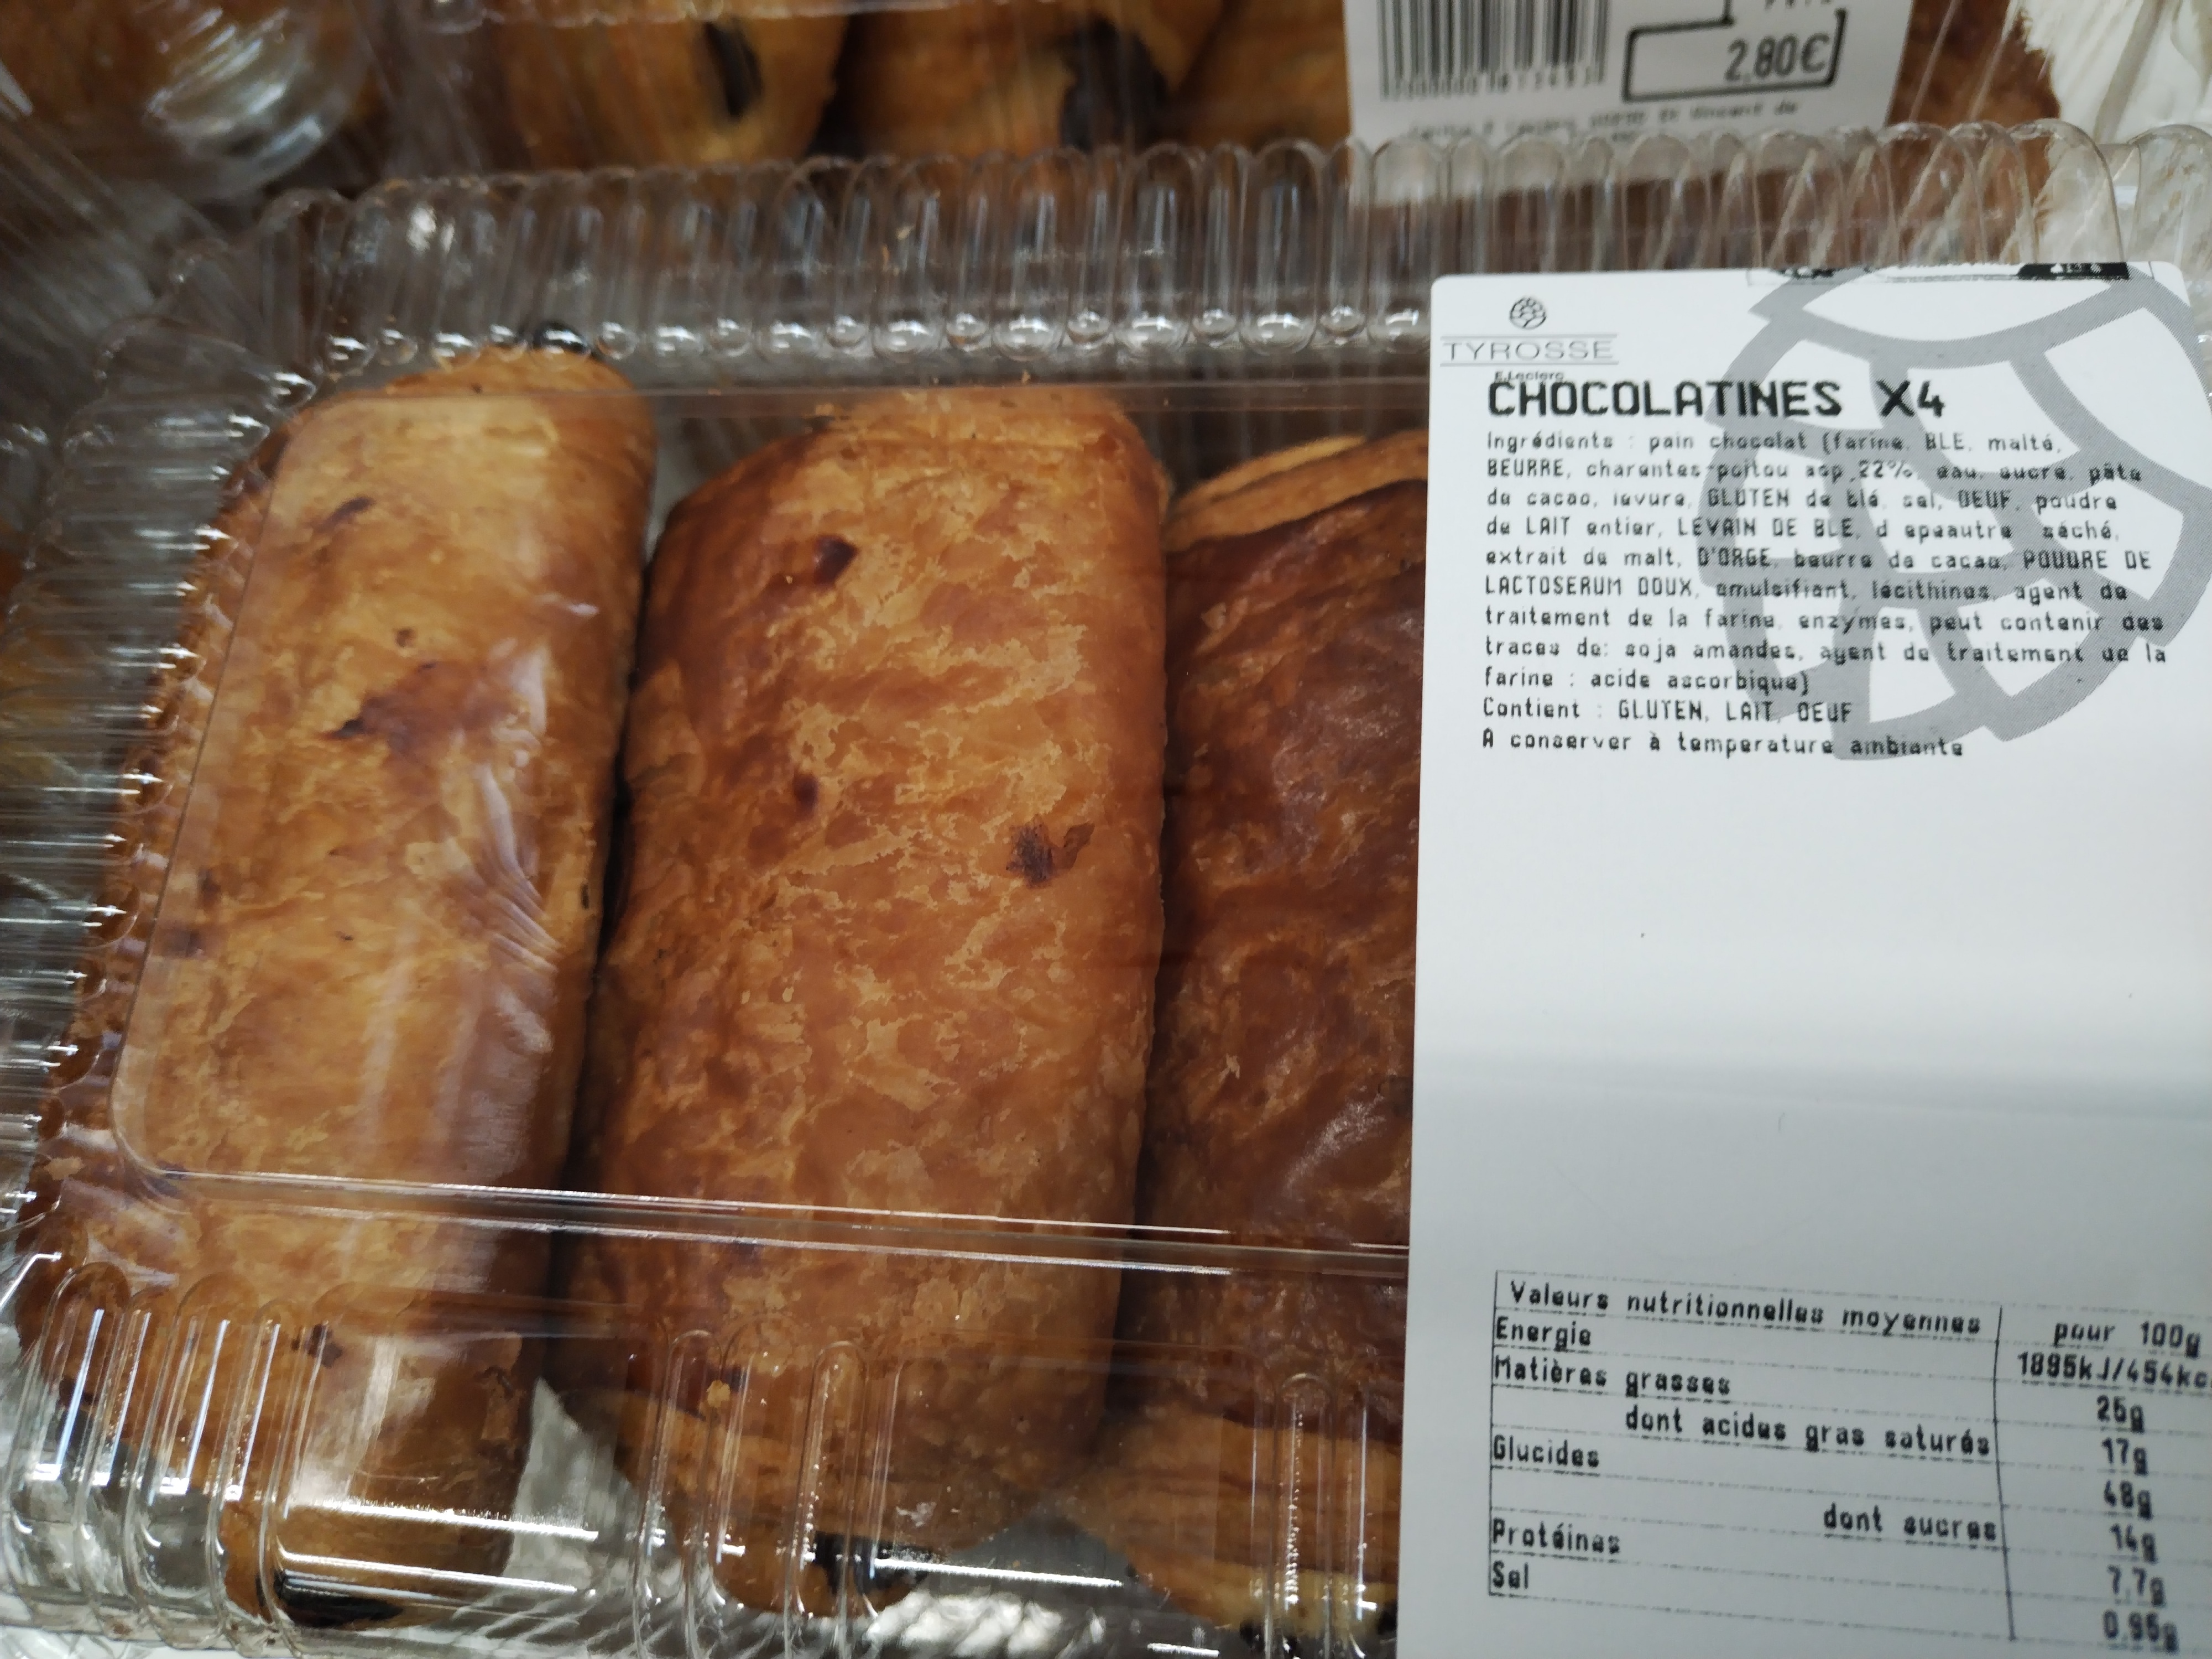 2.80€
TYROSSE
E.Leclerc
CHOCOLATINES X4
Ingrédients : pain chocolat (farine, BLE, malté,
BEURRE, charentes-poitou aop,22%, eau, sucre, pâte
de cacao, levure, GLUTEN de blé, sel, OEUF, poudre
de LAIT entier, LEVAIN DE BLE, d epeautre séché,
extrait de malt, D'ORGE, beurre de cacao, POUDRE DE
LACTOSERUM DOUX, emulsifiant, lécithines, agent de
traitement de la farine, enzymes, peut contenir des
traces de: soja amandes, agent de traitement de la
farine : acide ascorbique)
Contient : GLUTEN, LAIT, OEUF
A conserver à temperature ambiante
Valeurs nutritionnelles moyennes pour 100g
Energie 1895kJ/454kc
Matières grasses 25g
dont acides gras saturés 17g
Glucides 48g
dont sucres 14g
Protéines 7.7g
Sel 0.95g